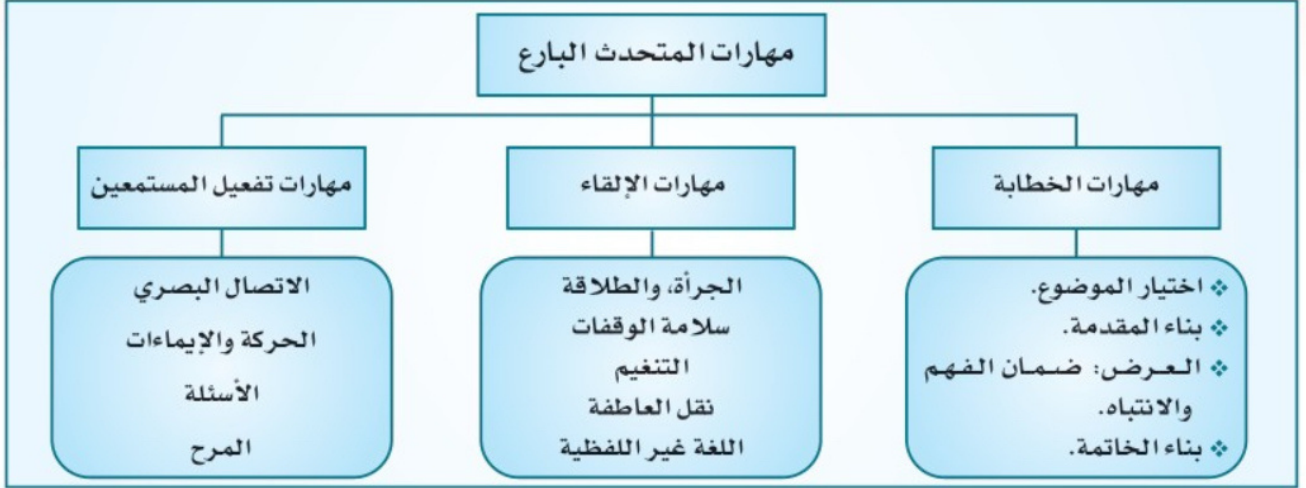 مهارات المتحدث البارع
مهارات الخطابة
❖ اختيار الموضوع.
❖ بناء المقدمة.
❖ العرض: ضمان الفهم
والانتباه.
❖ بناء الخاتمة.
مهارات الإلقاء
الجرأة، والطلاقة
سلامة الوقفات
التنغيم
نقل العاطفة
اللغة غير اللفظية
مهارات تفعيل المستمعين
الاتصال البصري
الحركة والإيماءات
الأسئلة
المرح